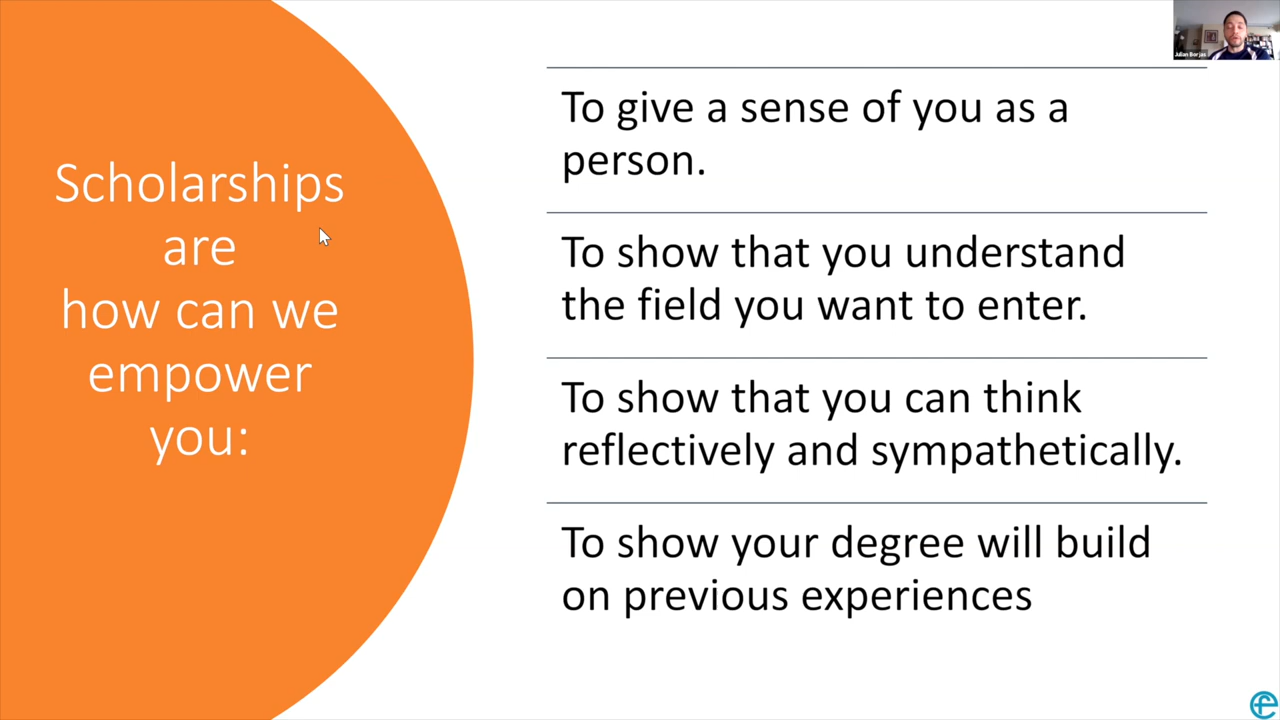 Scholarships
are
how can we
empower
you:
To give a sense of you as a
person.
To show that you understand
the field you want to enter.
To show that you can think
reflectively and sympathetically.
To show your degree will build
on previous experiences
Julian Borjas